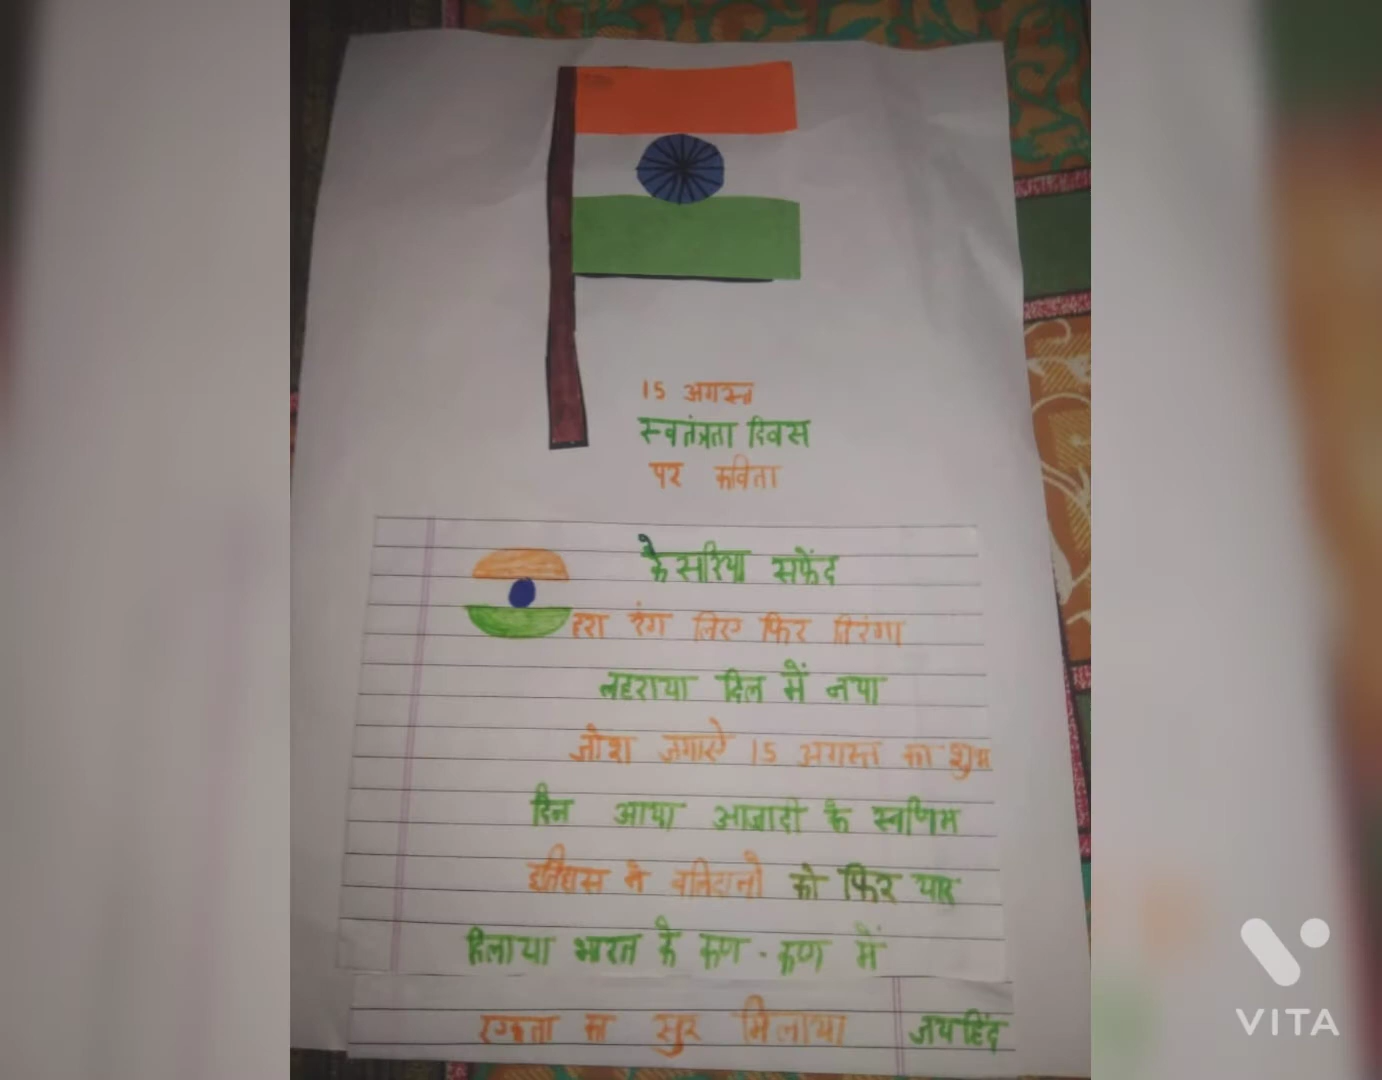 15 अगस्त
स्वतंत्रता दिवस
पर कविता
केसरिया सफेंद
हरा रंग लिए फिर तिरंगा
लहराया दिल में नया
जोश जगाऐ 15 अगस्त का शुभ
दिन आया आजादी के स्वणिम
इतिहास ने बलिदानो को फिर याद
दिलाया भारत के कण - कण में
एकता का सुर मिलाया जयहिंद
VITA